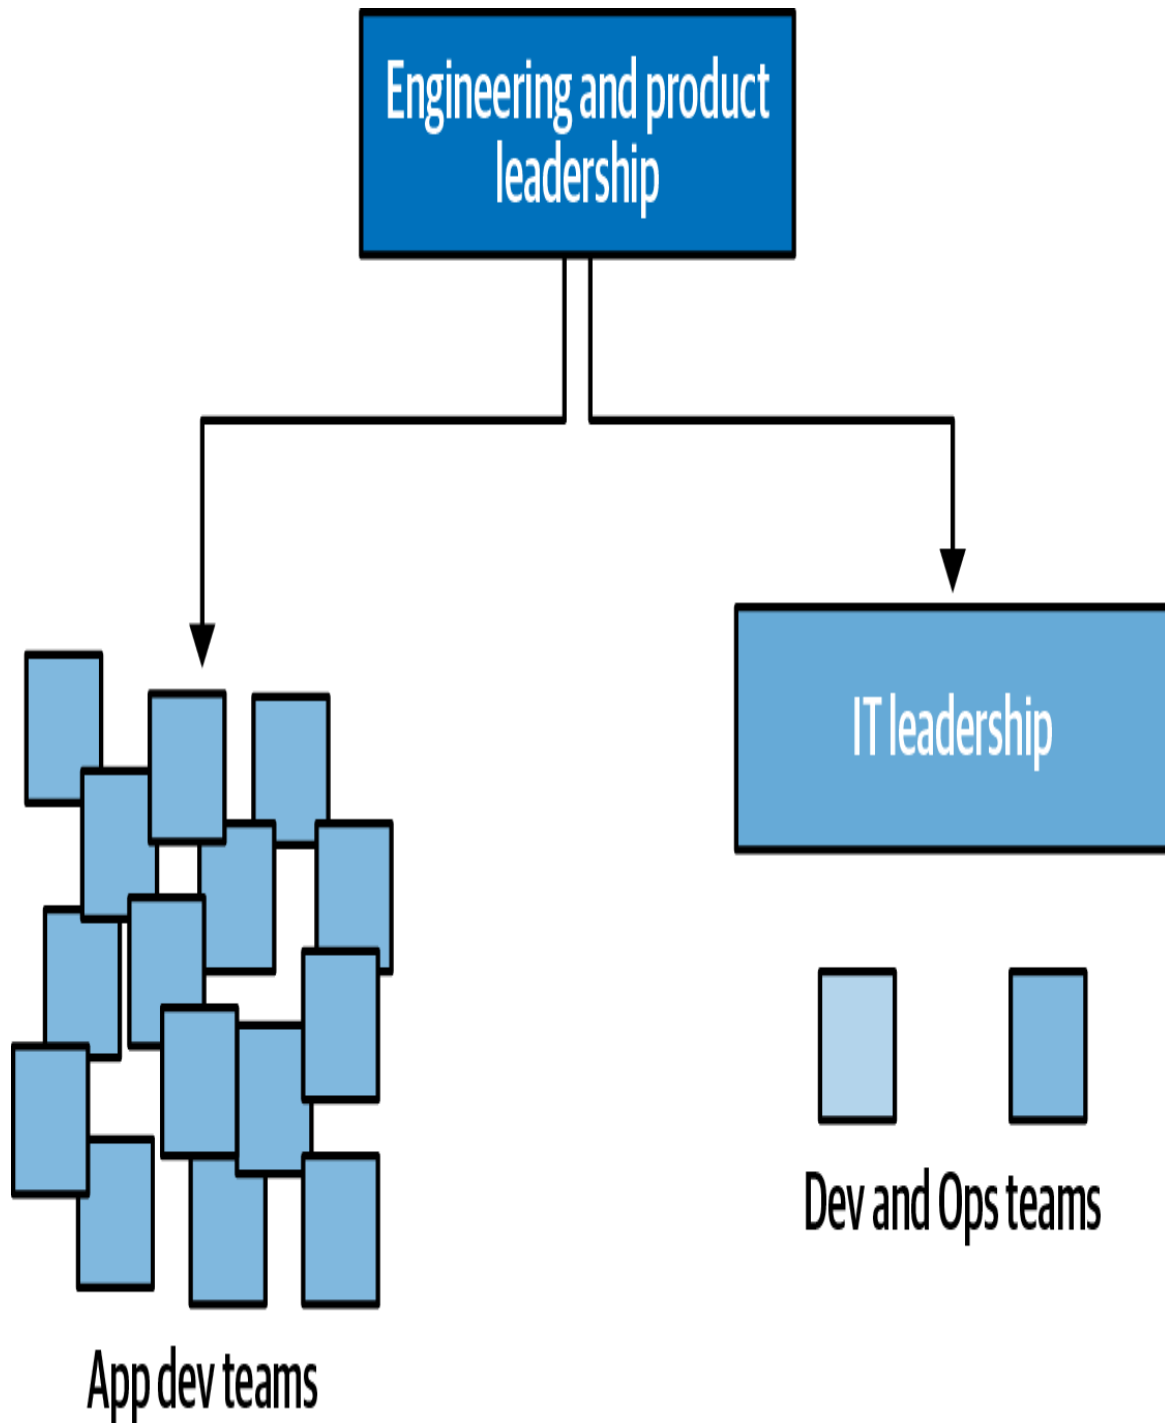 Engineering and product
leadership
IT leadership
Dev and Ops teams
App dev teams